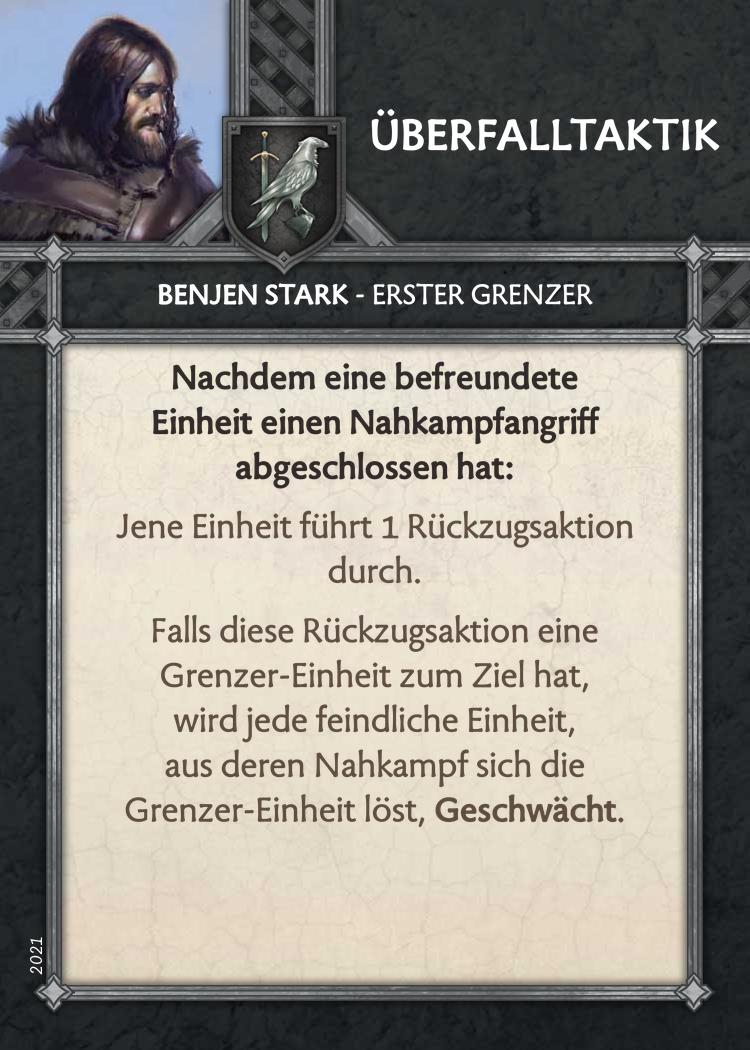 ÜBERFALLTAKTIK
BENJEN STARK - ERSTER GRENZER
Nachdem eine befreundete
Einheit einen Nahkampfangriff
abgeschlossen hat:
Jene Einheit führt 1 Rückzugsaktion
durch.
Falls diese Rückzugsaktion eine
Grenzer-Einheit zum Ziel hat,
wird jede feindliche Einheit,
aus deren Nahkampf sich die
Grenzer-Einheit löst, Geschwächt.
2021